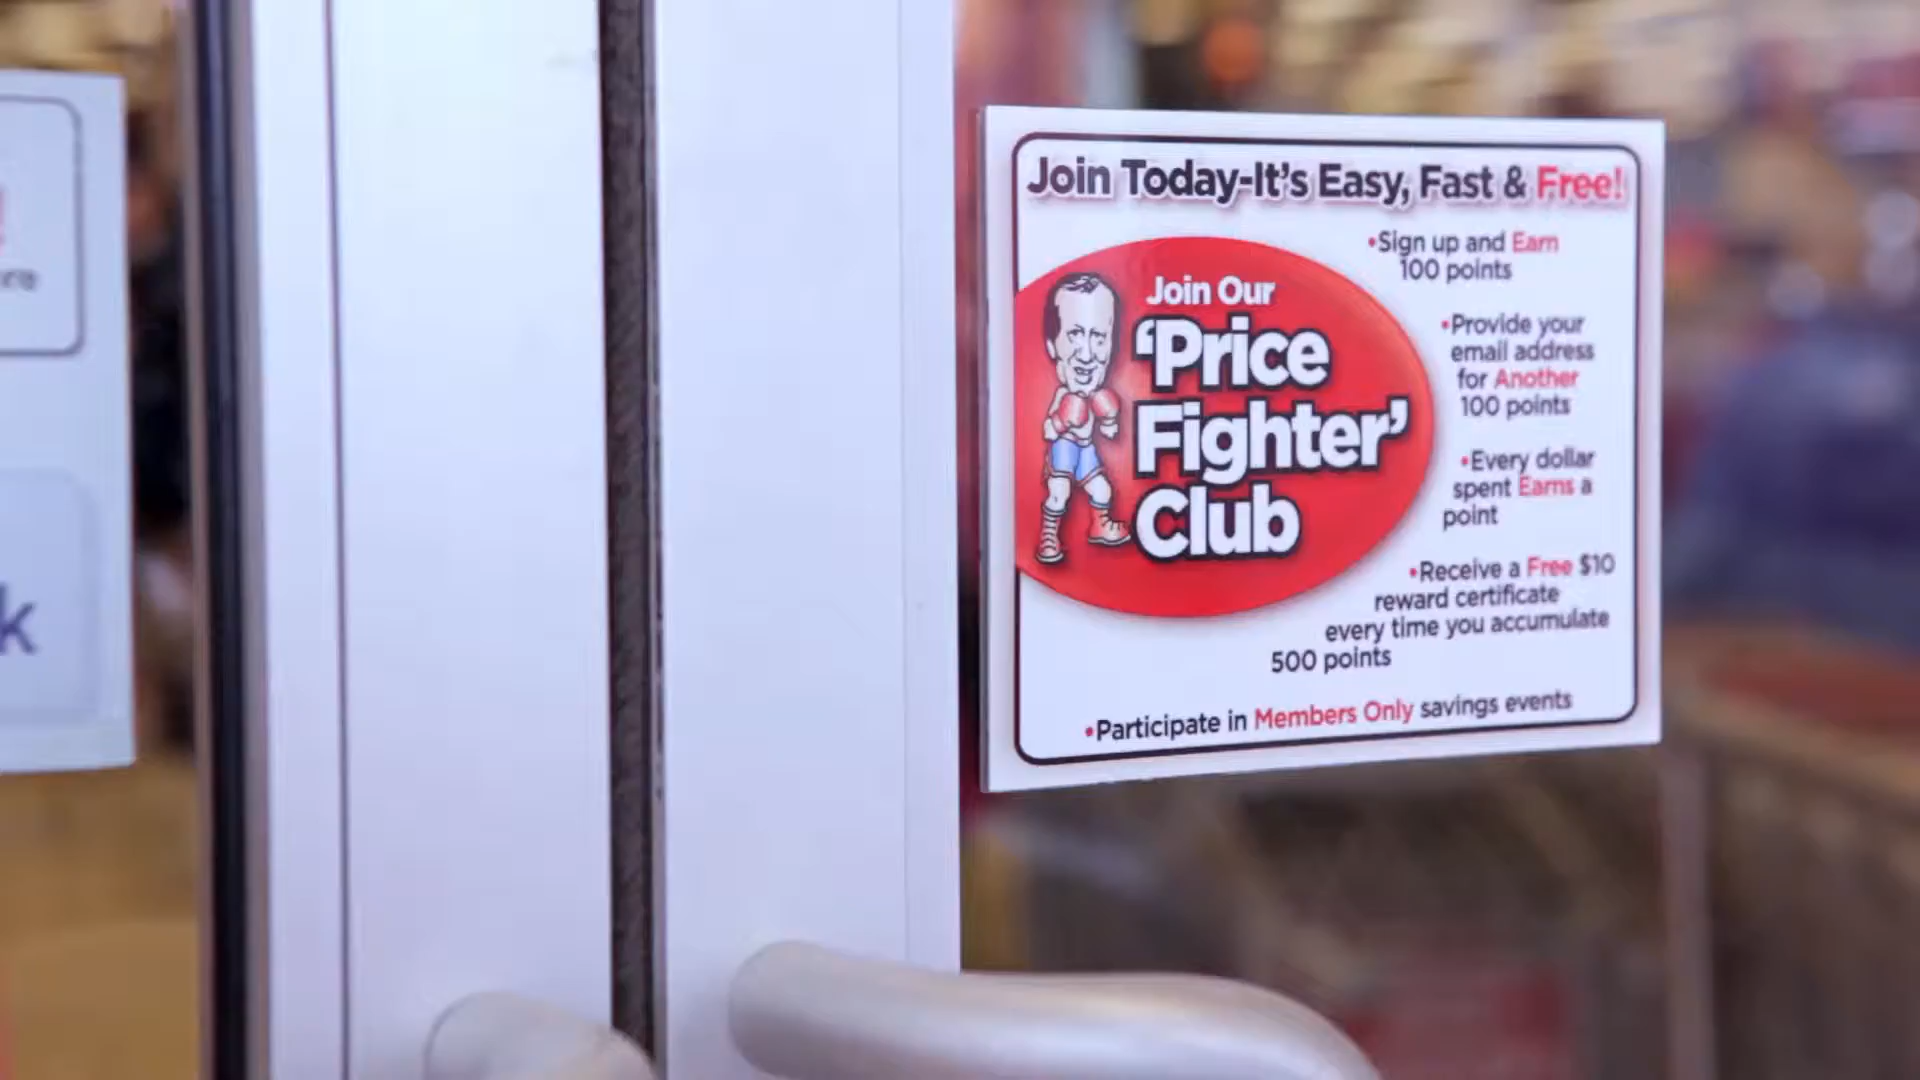 Join Today-It's Easy, Fast & Free!
Join Our
'Price
Fighter'
Club
•Sign up and Earn
100 points
•Provide your
email address
for Another
100 points
•Every dollar
spent Earns a
point
•Receive a Free $10
reward certificate
every time you accumulate
500 points
•Participate in Members Only savings events